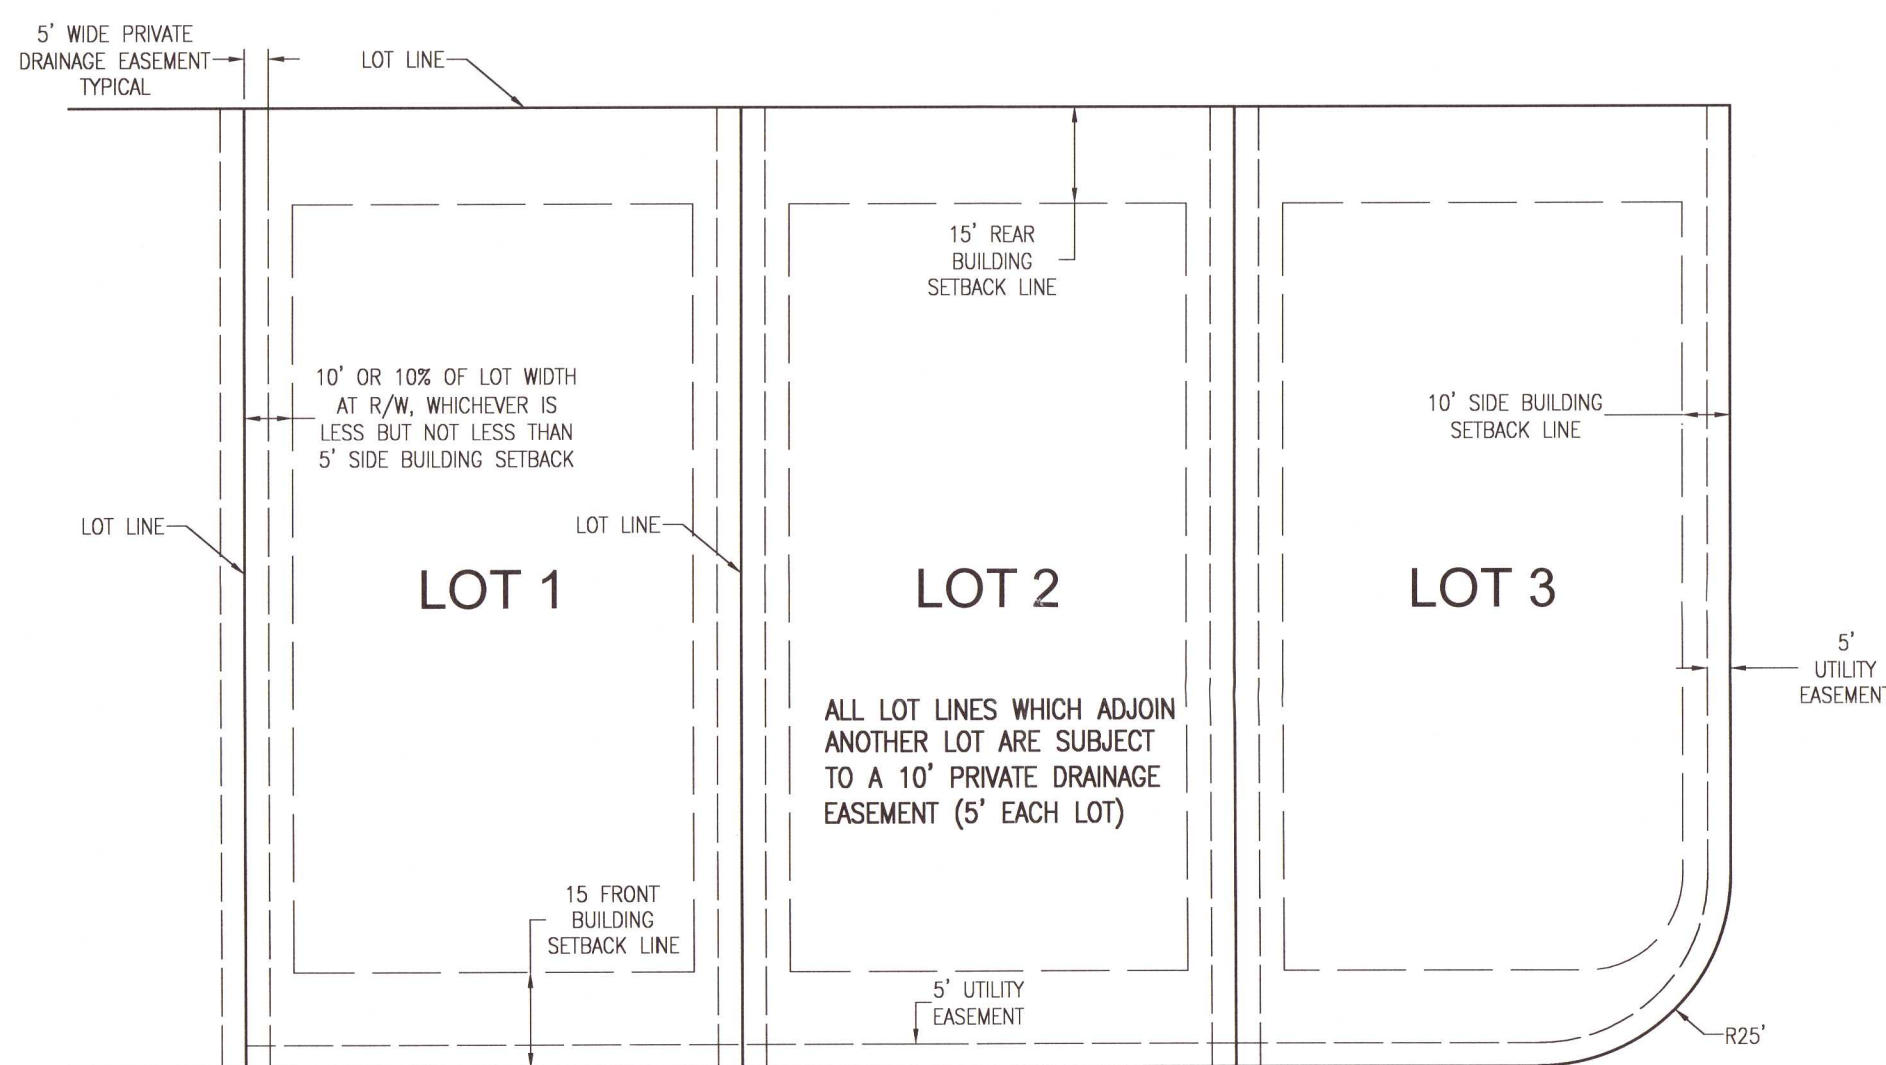 5' WIDE PRIVATE
DRAINAGE EASEMENT
TYPICAL
LOT LINE
15' REAR
BUILDING
SETBACK LINE
10' OR 10% OF LOT WIDTH
AT R/W, WHICHEVER IS
LESS BUT NOT LESS THAN
5' SIDE BUILDING SETBACK
10' SIDE BUILDING
SETBACK LINE
LOT LINE
LOT LINE
LOT 1
LOT 2
LOT 3
5'
UTILITY
EASEMEN
ALL LOT LINES WHICH ADJOIN
ANOTHER LOT ARE SUBJECT
TO A 10' PRIVATE DRAINAGE
EASEMENT (5' EACH LOT)
15 FRONT
BUILDING
SETBACK LINE
5' UTILITY
EASEMENT
R25'